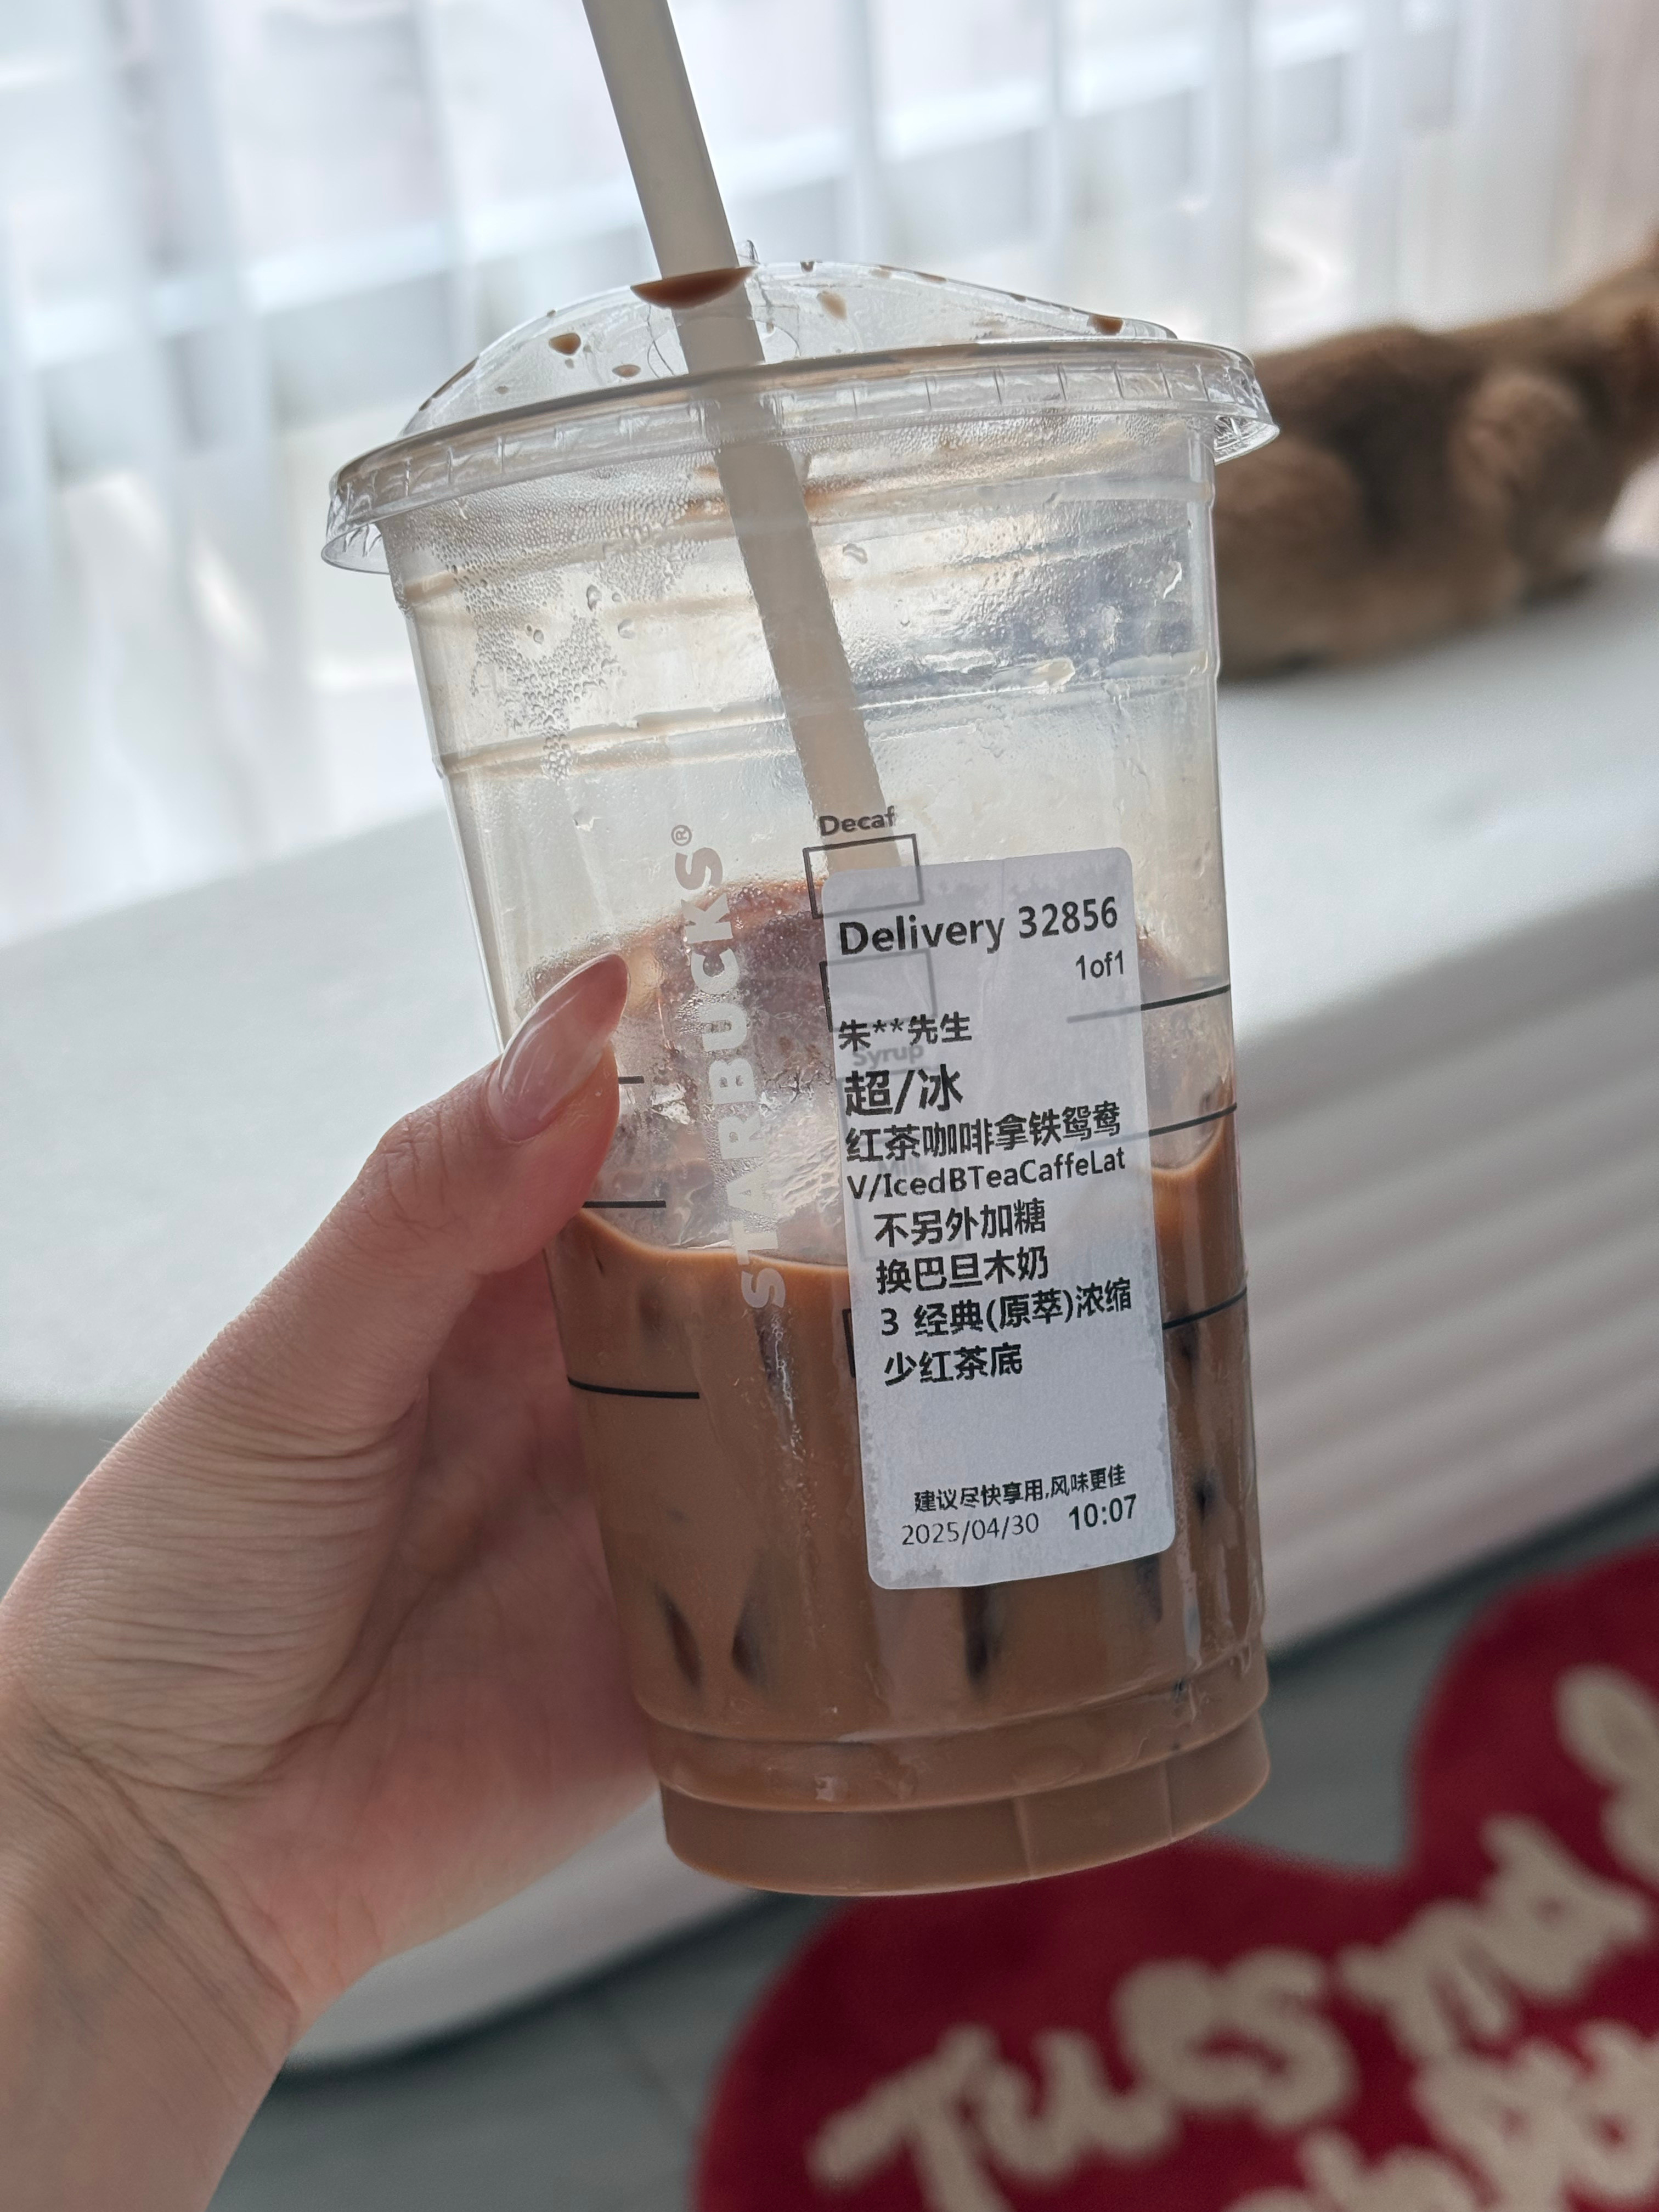 Decaf
STARBUCKS®
Delivery 32856
1of1
朱**先生
Syrup
超/冰
红茶咖啡拿铁鸳鸯
V/IcedBTeaCaffeLat
不另外加糖
换巴旦木奶
3 经典(原萃)浓缩
少红茶底
建议尽快享用,风味更佳
2025/04/30 10:07